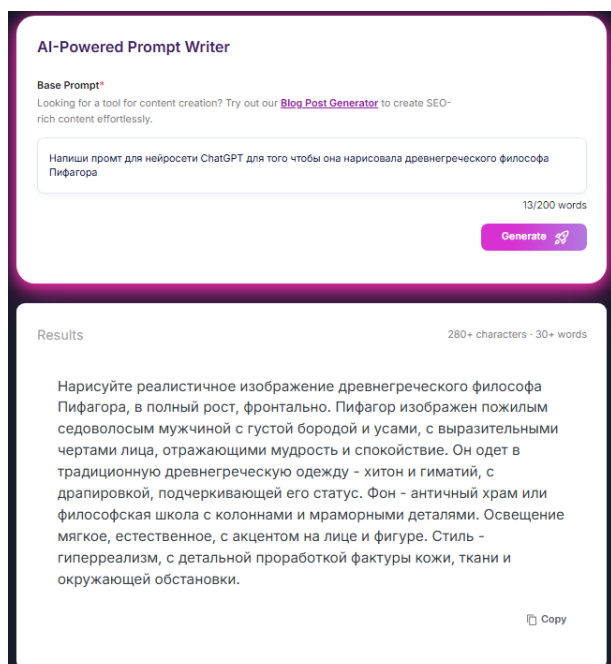 AI-Powered Prompt Writer
Base Prompt*
Looking for a tool for content creation? Try out our Blog Post Generator to create SEO-
rich content effortlessly.
Напиши промт для нейросети ChatGPT для того чтобы она нарисовала древнегреческого философа
Пифагора
13/200 words
Generate
Results
280+ characters · 30+ words
Нарисуйте реалистичное изображение древнегреческого философа
Пифагора, в полный рост, фронтально. Пифагор изображен пожилым
седоволосым мужчиной с густой бородой и усами, с выразительными
чертами лица, отражающими мудрость и спокойствие. Он одет в
традиционную древнегреческую одежду - хитон и гиматий, с
драпировкой, подчеркивающей его статус. Фон - античный храм или
философская школа с колоннами и мраморными деталями. Освещение
мягкое, естественное, с акцентом на лице и фигуре. Стиль -
гиперреализм, с детальной проработкой фактуры кожи, ткани и
окружающей обстановки.
Copy